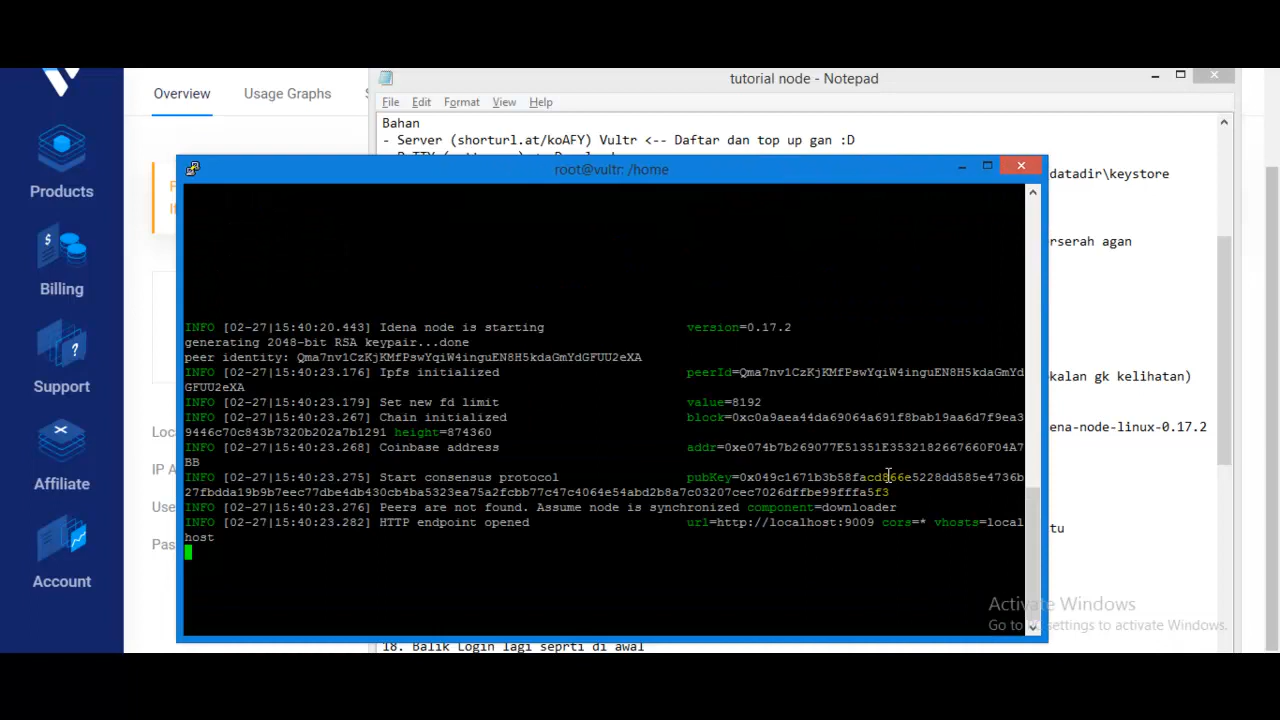 Overview
Usage Graphs
tutorial node - Notepad
File Edit Format View Help
Bahan
- Server (shorturl.at/koAFY) Vultr <-- Daftar dan top up gan :D
root@vultr: /home
datadir\keystore
erserah agan
kalan gk kelihatan)
ena-node-linux-0.17.2
tu
Products
Billing
Support
Affiliate
Account
INFO [02-27|15:40:20.443] Idena node is starting version=0.17.2
generating 2048-bit RSA keypair...done
peer identity: Qma7nv1CzKjKMfPswYqiW4inguEN8H5kdaGmYdGFUU2eXA
INFO [02-27|15:40:23.176] Ipfs initialized peerId=Qma7nv1CzKjKMfPswYqiW4inguEN8H5kdaGmYd
GFUU2eXA
INFO [02-27|15:40:23.179] Set new fd limit value=8192
INFO [02-27|15:40:23.267] Chain initialized block=0xc0a9aea44da69064a691f8bab19aa6d7f9ea3
9446c70c843b7320b202a7b1291 height=874360
INFO [02-27|15:40:23.268] Coinbase address addr=0xe074b7b269077E51351E3532182667660F04A7
BB
INFO [02-27|15:40:23.275] Start consensus protocol pubKey=0x049c1671b3b58facd866e5228dd585e4736b
27fbdda19b9b7eec77dbe4db430cb4ba5323ea75a2fcbb77c47c4064e54abd2b8a7c03207cec7026dffbe99fffa5f3
INFO [02-27|15:40:23.276] Peers are not found. Assume node is synchronized component=downloader
INFO [02-27|15:40:23.282] HTTP endpoint opened url=http://localhost:9009 cors=* vhosts=local
host
Loc
IP A
Pas
Activate Windows
Go to PC settings to activate Windows.
18. Balik Login lagi seprti di awal